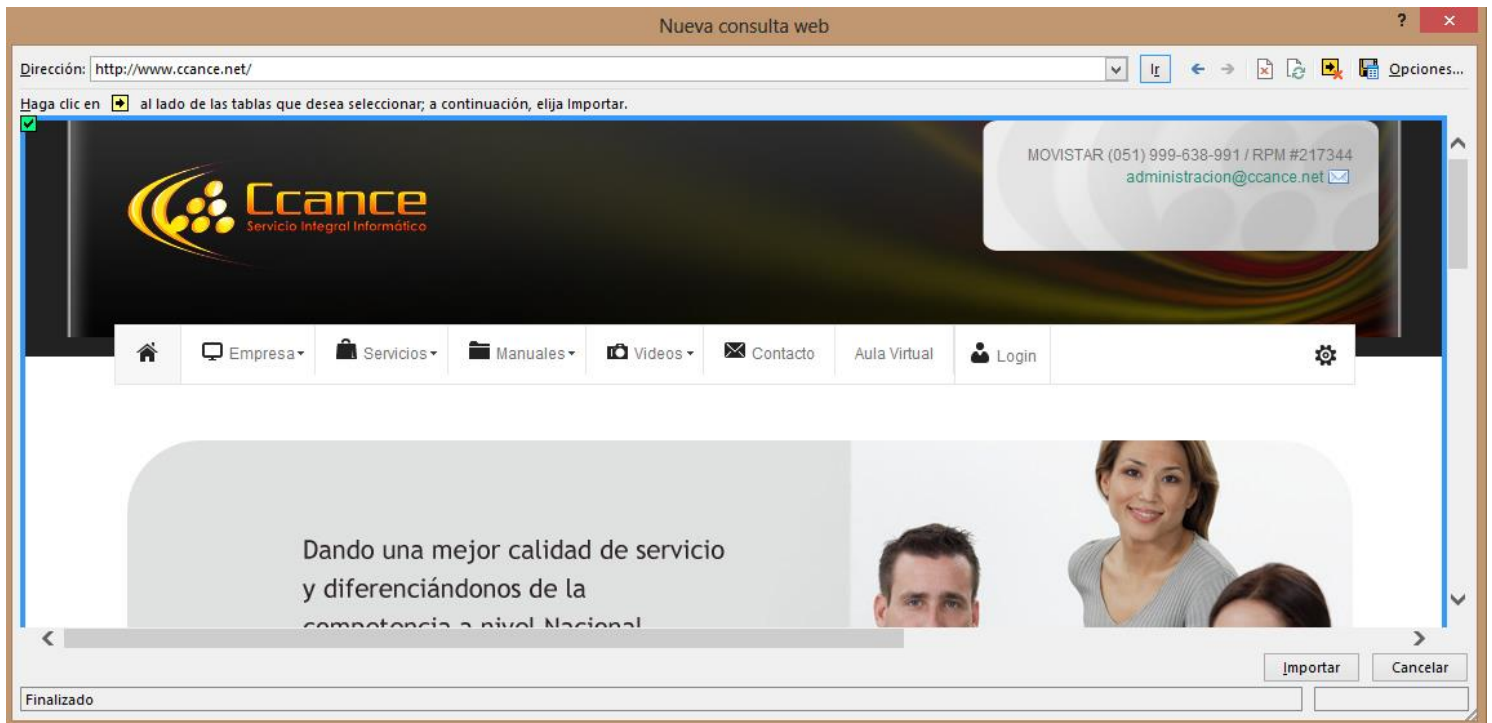 Nueva consulta web
?
Dirección: http://www.ccance.net/
Ir
Opciones...
Haga clic en al lado de las tablas que desea seleccionar; a continuación, elija Importar.
MOVISTAR (051) 999-638-991 / RPM #217344
administracion@ccance.net
Ccance
Servicio Integral Informático
Empresa
Servicios
Manuales
Videos
Contacto
Aula Virtual
Login
Dando una mejor calidad de servicio
y diferenciándonos de la
competencia a nivel Nacional
Importar
Cancelar
Finalizado